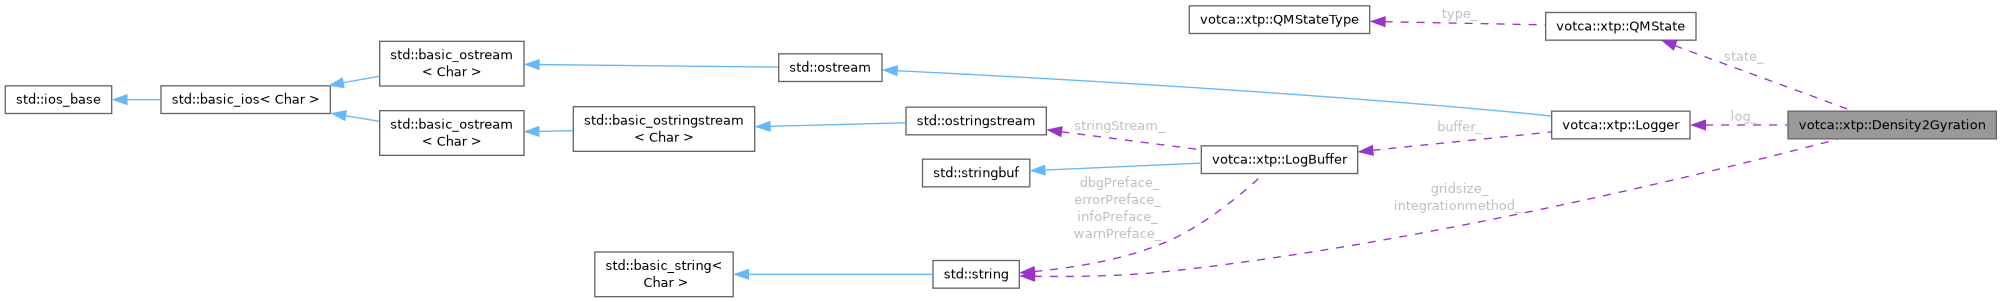 votca::xtp::QMStateType
type_
votca::xtp::QMState
std::basic_ostream
< Char >
std::ostream
state_
std::ios_base
std::basic_ios< Char >
std::basic_ostream
< Char >
std::basic_ostringstream
< Char >
std::ostringstream
stringStream_
buffer_
votca::xtp::Logger
log_
votca::xtp::Density2Gyration
votca::xtp::LogBuffer
std::stringbuf
dbgPreface_
errorPreface_
infoPreface_
warnPreface_
gridsize_
integrationmethod_
std::basic_string<
Char >
std::string